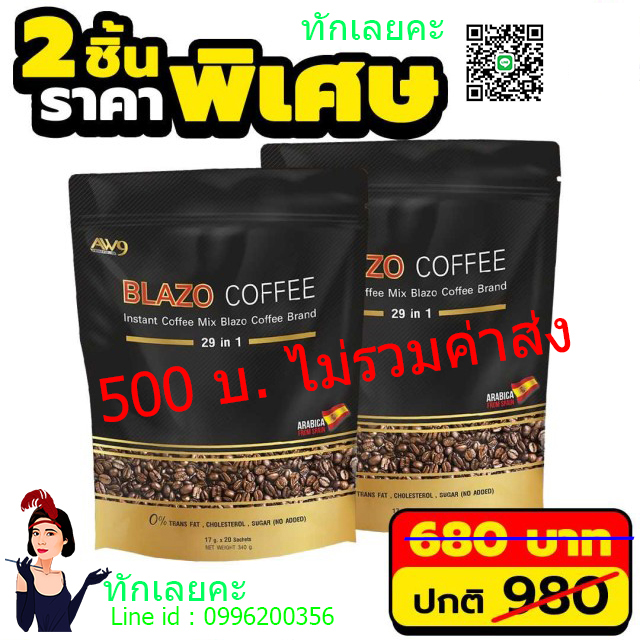 ทักเลยคะ
2 ชิ้น
ราคา
พิเศษ
AW9
BLAZO COFFEE
Instant Coffee Mix Blazo Coffee Brand
29 in 1
ARABICA
FROM SPAIN
0% TRANS FAT , CHOLESTEROL , SUGAR (NO ADDED)
17 g. x 20 Sachets
NET WEIGHT 340 g
AZO COFFEE
ffee Mix Blazo Coffee Brand
29 in 1
ARABICA
FROM SPAIN
TRANS FAT , CHOLESTEROL , SUGAR (NO ADDED)
500 บ. ไม่รวมค่าส่ง
680 บาท
ปกติ 980
ทักเลยคะ
Line id : 0996200356